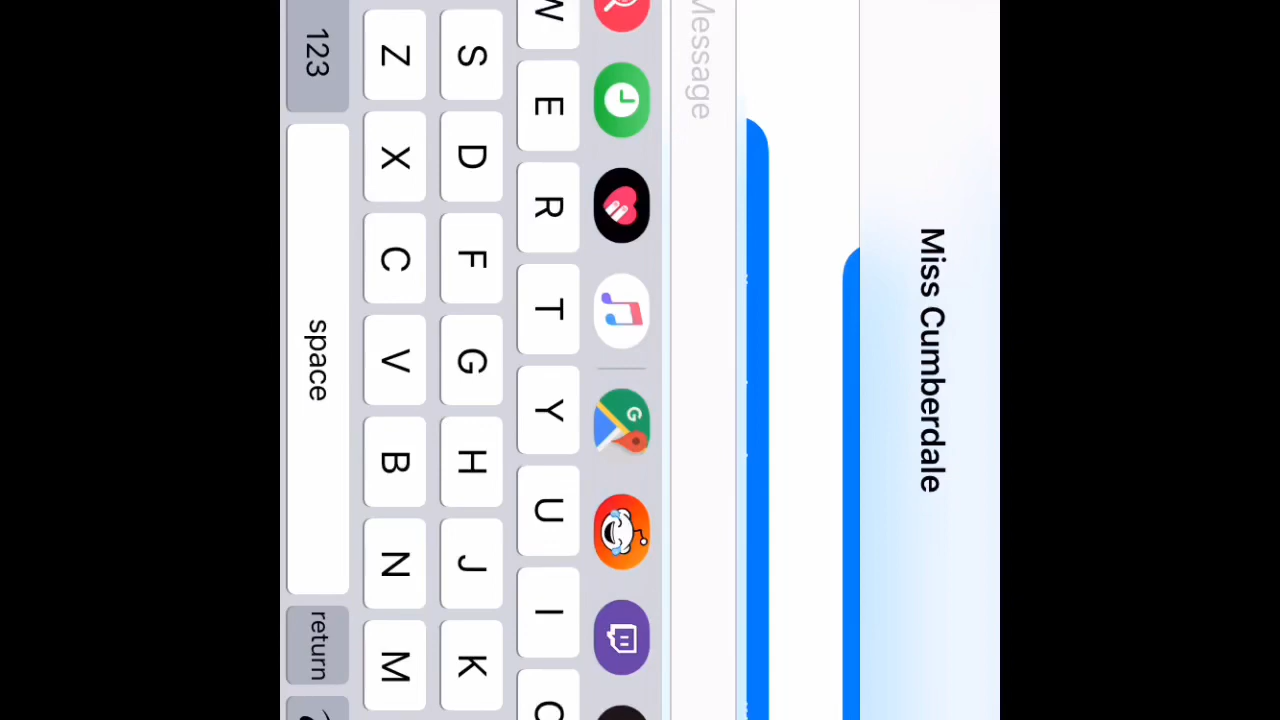 Miss Cumberdale
Message
W E R T Y U I O
S D F G H J K
Z X C V B N M
123 space return